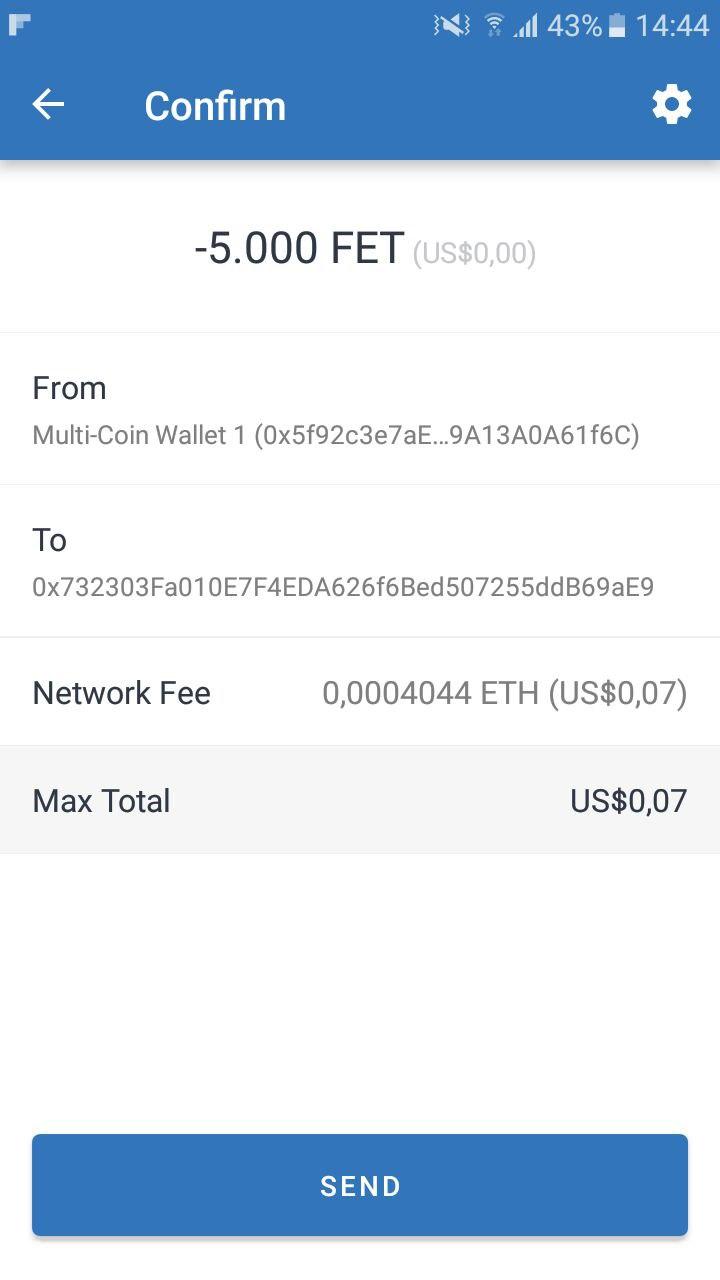 43% 14:44
Confirm
-5.000 FET (US$0,00)
From
Multi-Coin Wallet 1 (0x5f92c3e7aE...9A13A0A61f6C)
To
0x732303Fa010E7F4EDA626f6Bed507255ddB69aE9
Network Fee 0,0004044 ETH (US$0,07)
Max Total US$0,07
SEND